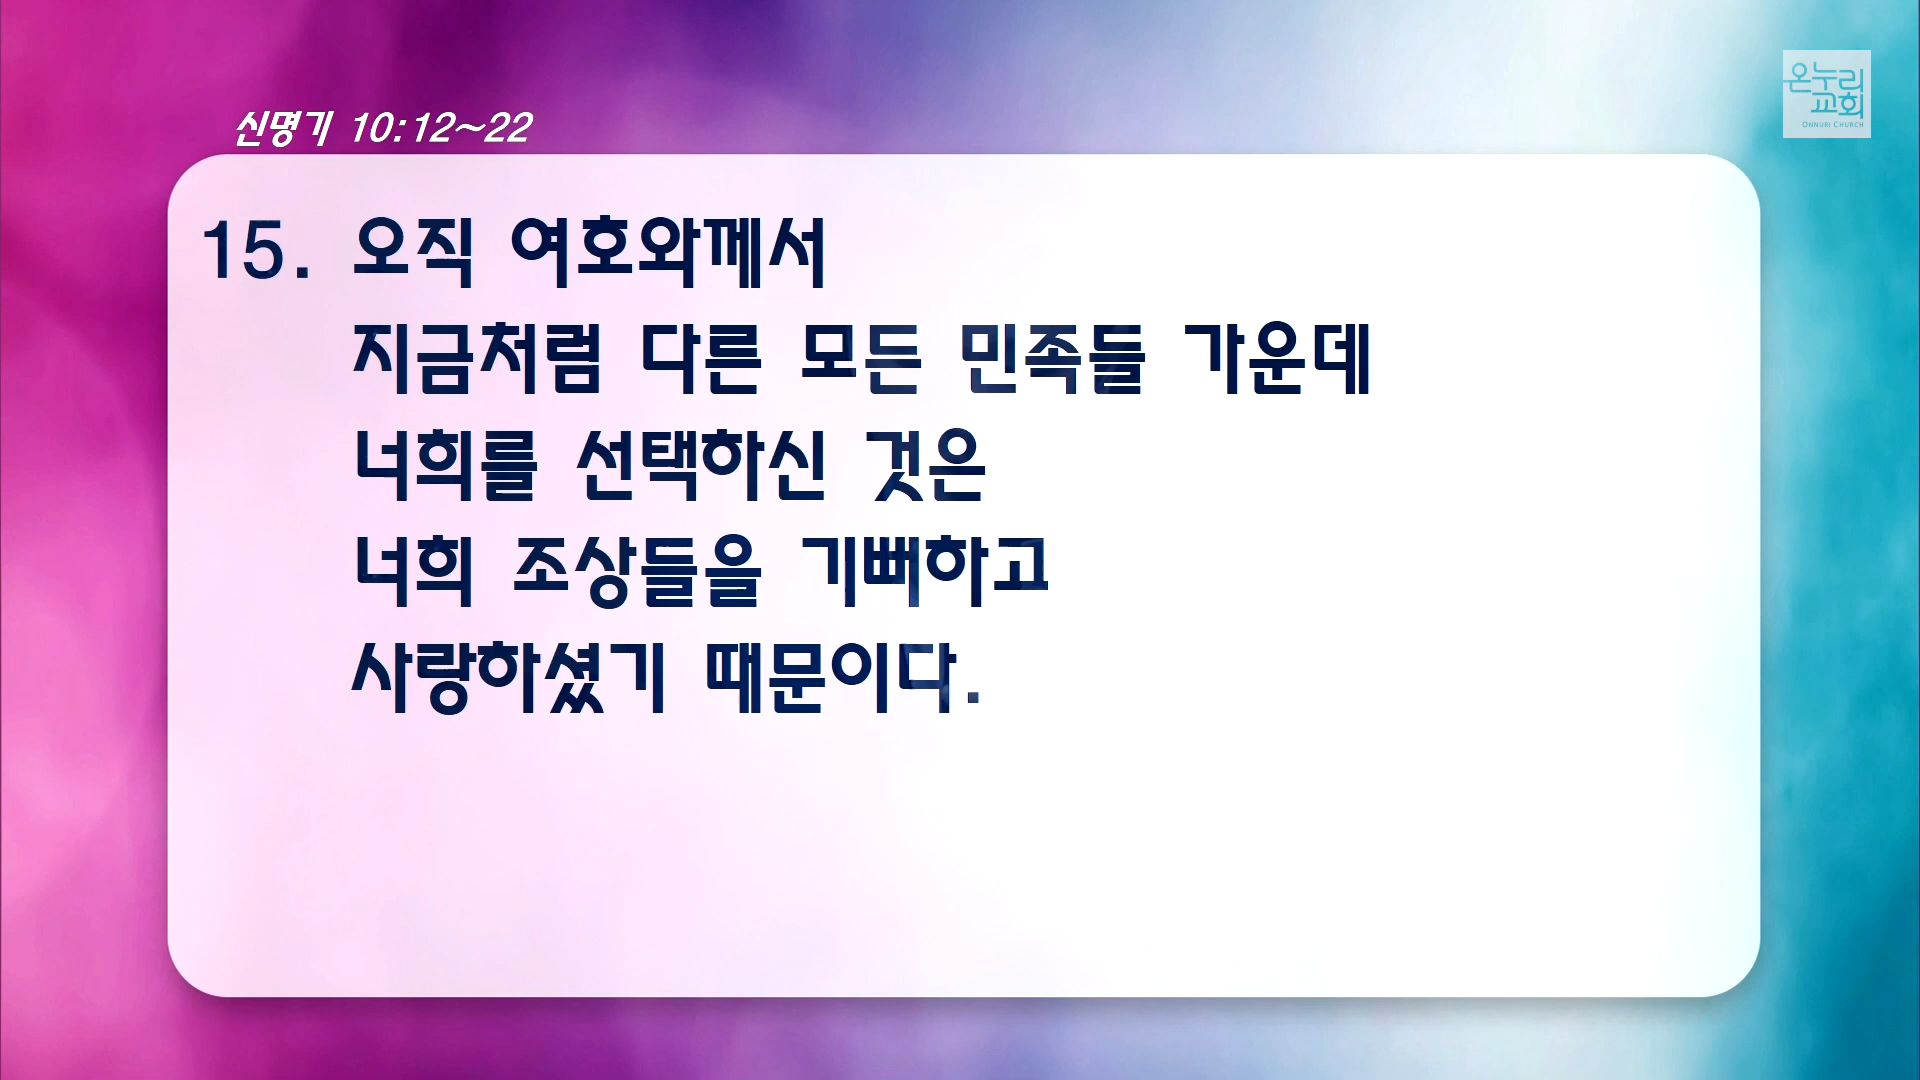 신명기 10:12~22
온누리
교회
ONNURI CHURCH
15. 오직 여호와께서
지금처럼 다른 모든 민족들 가운데
너희를 선택하신 것은
너희 조상들을 기뻐하고
사랑하셨기 때문이다.